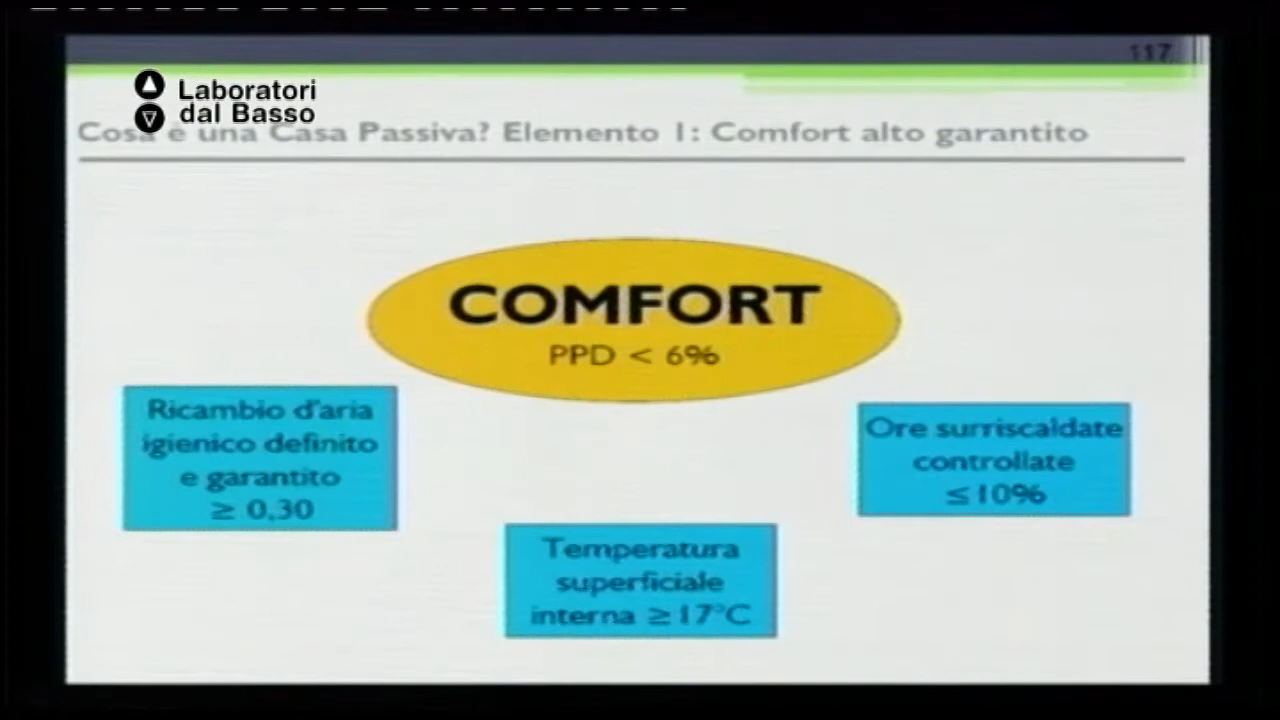 117
Laboratori
dal Basso
Cosa è una Casa Passiva? Elemento 1: Comfort alto garantito
COMFORT
PPD < 6%
Ricambio d'aria
igienico definito
e garantito
≥ 0,30
Ore surriscaldate
controllate
≤10%
Temperatura
superficiale
interna ≥17°C